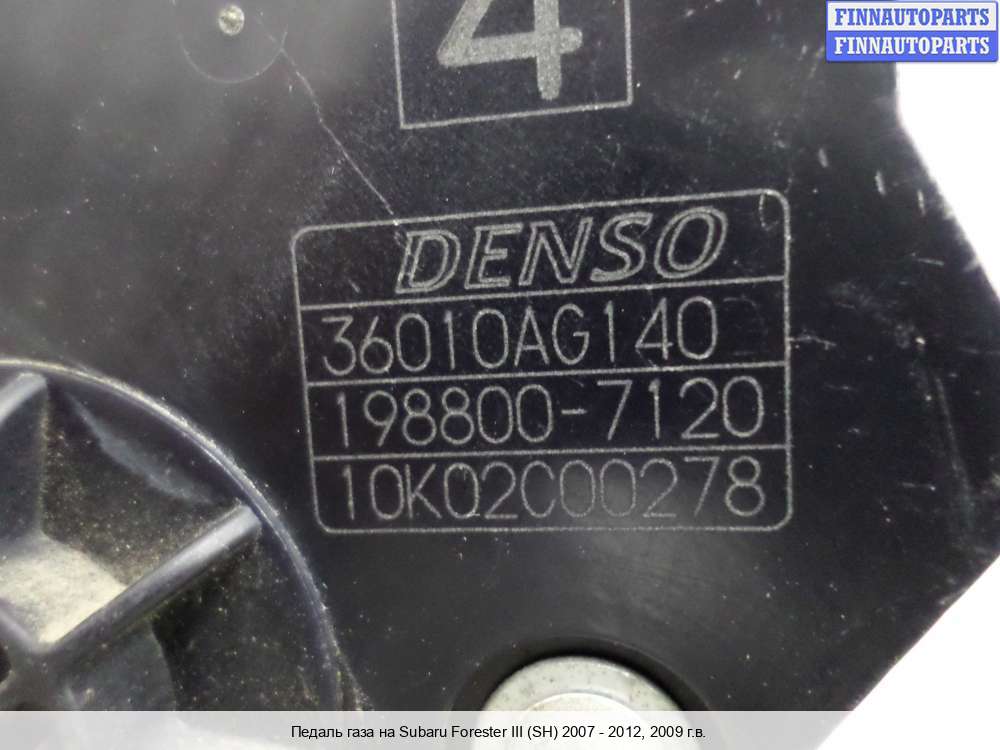 FINNAUTOPARTS
FINNAUTOPARTS
4
DENSO
36010AG140
198800-7120
10K02C00278
Педаль газа на Subaru Forester III (SH) 2007 - 2012, 2009 г.в.